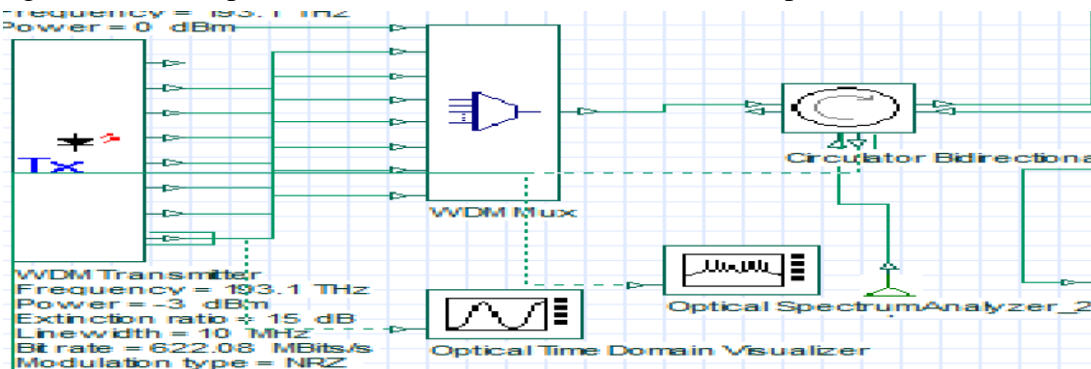 Frequency = 193.1 THz
Power = 0 dBm
Tx
Circulator Bidirectiona
WDM Mux
WDM Transmitter
Frequency = 193.1 THz
Power = -3 dBm
Extinction ratio = 15 dB
Linewidth = 10 MHz
Bit rate = 622.08 MBits/s
Modulation type = NRZ
Optical Spectrum Analyzer_2
Optical Time Domain Visualizer